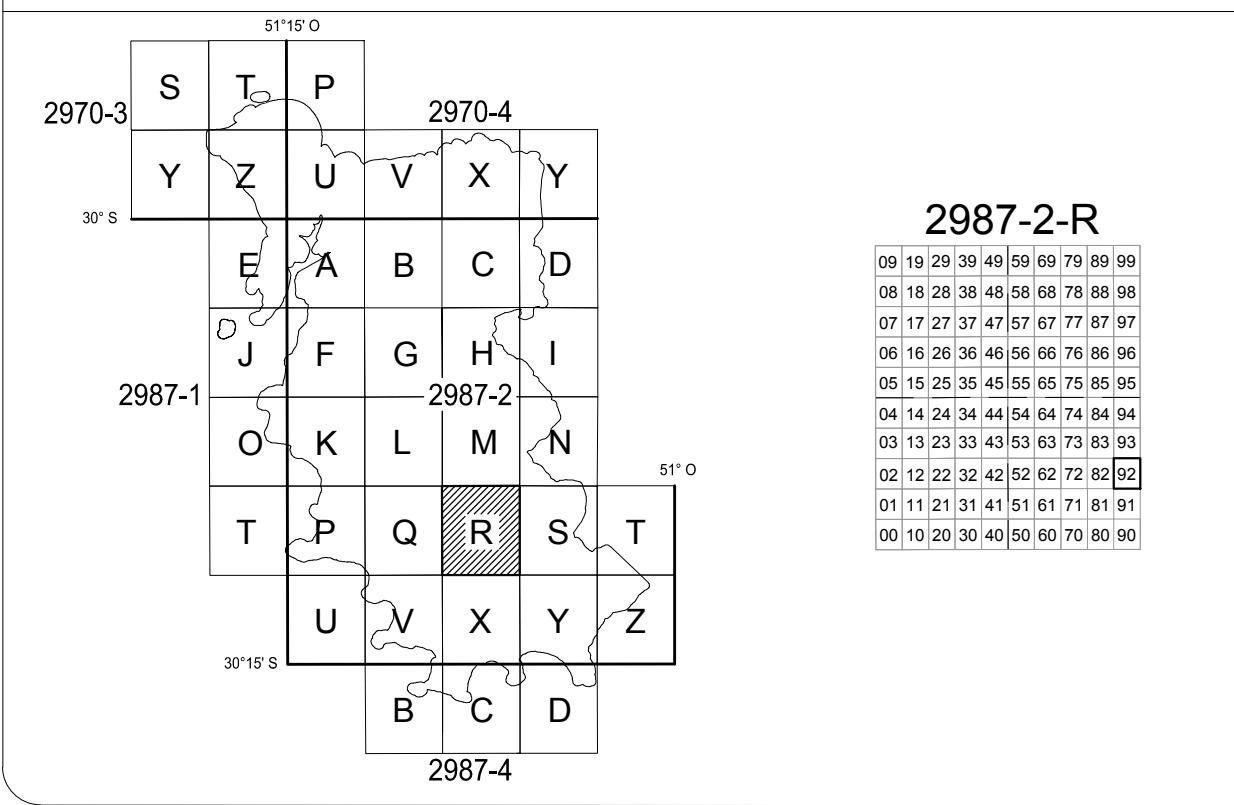 51°15' O
S T P
2970-3 2970-4
Y Z U V X Y
30° S
E A B C D
J F G H I
2987-1 2987-2
O K L M N
51° O
T P Q R S T
U V X Y Z
30°15' S
B C D
2987-4
2987-2-R
09 19 29 39 49 59 69 79 89 99
08 18 28 38 48 58 68 78 88 98
07 17 27 37 47 57 67 77 87 97
06 16 26 36 46 56 66 76 86 96
05 15 25 35 45 55 65 75 85 95
04 14 24 34 44 54 64 74 84 94
03 13 23 33 43 53 63 73 83 93
02 12 22 32 42 52 62 72 82 92
01 11 21 31 41 51 61 71 81 91
00 10 20 30 40 50 60 70 80 90